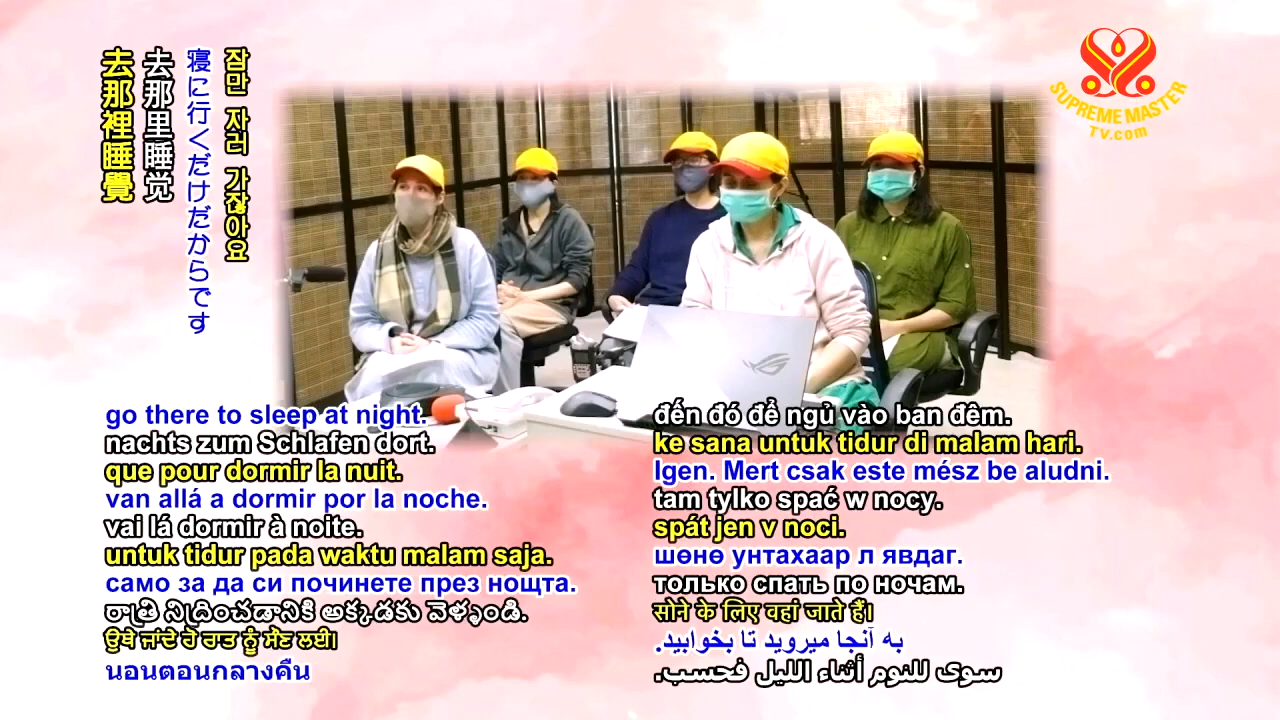 잠만 자러 가잖아요
寝に行くだけだからです
去那里睡觉
去那裡睡覺
SUPREME MASTER
TV.com
go there to sleep at night.
nachts zum Schlafen dort.
que pour dormir la nuit.
van allá a dormir por la noche.
vai lá dormir à noite.
untuk tidur pada waktu malam saja.
само за да си починете през нощта.
రాత్రి నిద్రించడానికి అక్కడకు వెళ్ళండి.
ਉਥੇ ਜਾਂਦੇ ਹੋ ਰਾਤ ਨੂੰ ਸੌਣ ਲਈ।
นอนตอนกลางคืน
đến đó để ngủ vào ban đêm.
ke sana untuk tidur di malam hari.
Igen. Mert csak este mész be aludni.
tam tylko spać w nocy.
spát jen v noci.
шөнө унтахаар л явдаг.
только спать по ночам.
सोने के लिए वहां जाते हैं।
به آنجا میروید تا بخوابید.
سوى للنوم أثناء الليل فحسب.